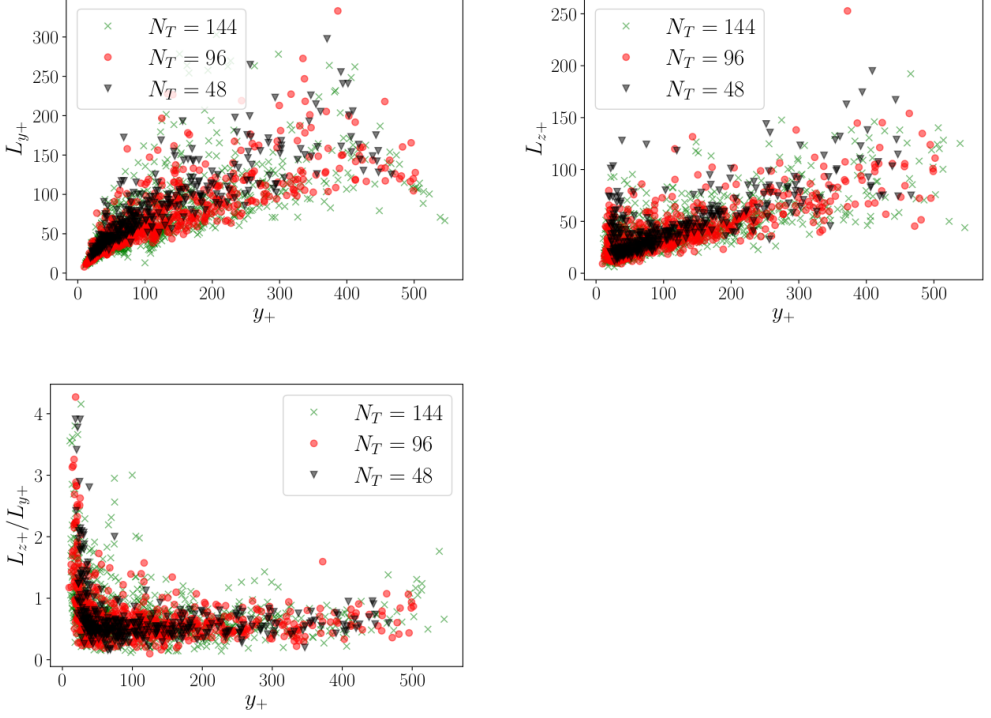 300
250
200
150
100
50
0
0 100 200 300 400 500
L_{y+}
y_+
N_T = 144
N_T = 96
N_T = 48
250
200
150
100
50
0
0 100 200 300 400 500
L_{z+}
y_+
N_T = 144
N_T = 96
N_T = 48
4
3
2
1
0
0 100 200 300 400 500
L_{z+}/L_{y+}
y_+
N_T = 144
N_T = 96
N_T = 48